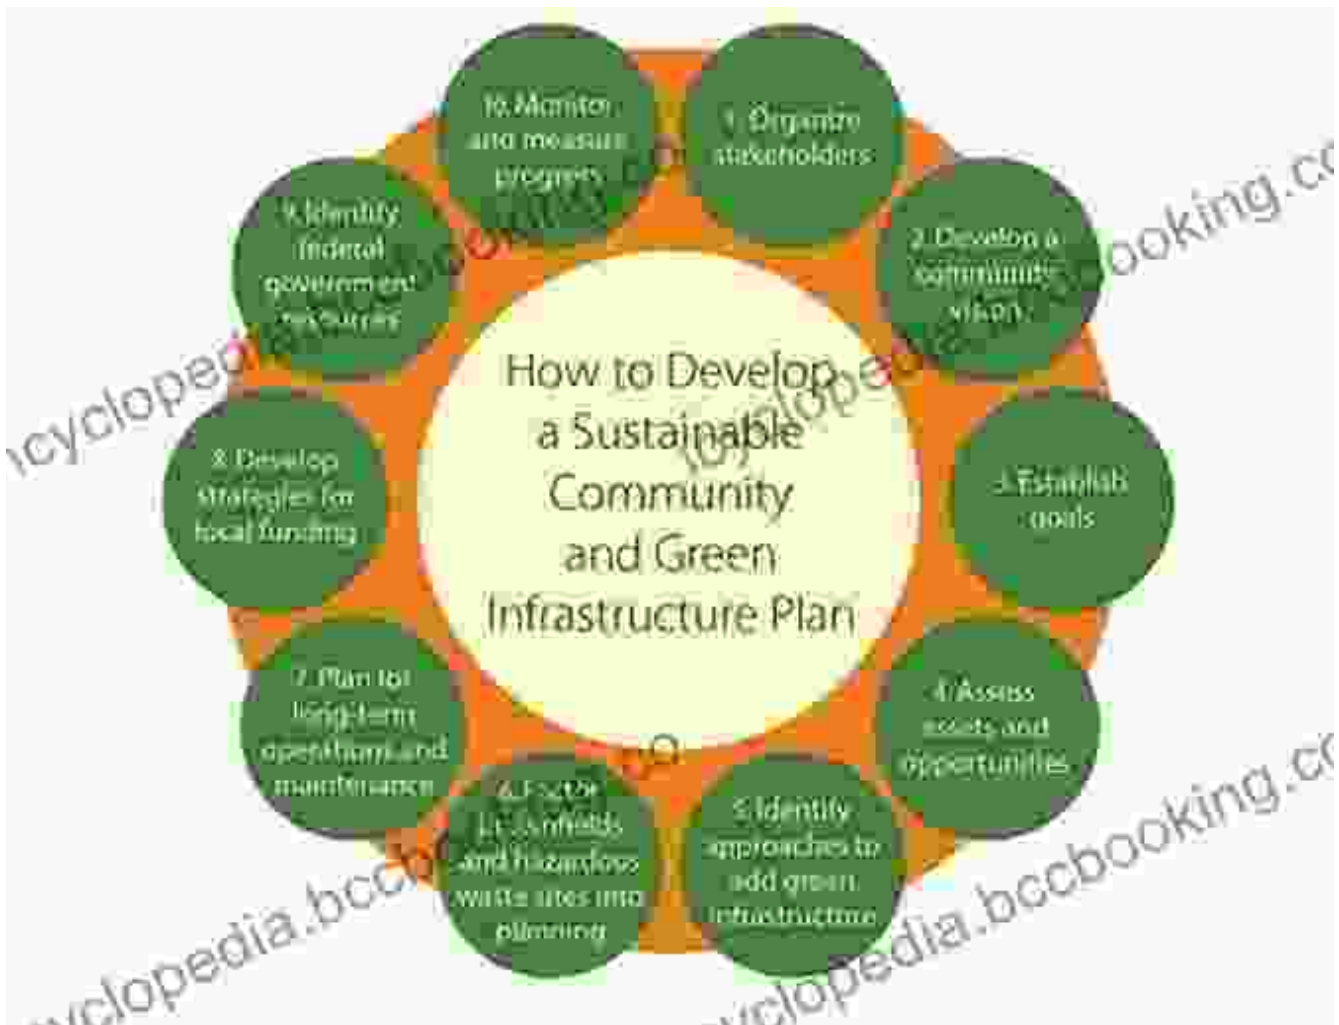 How to Develop
a Sustainable
Community
and Green
Infrastructure Plan
1. Organize
stakeholders
2. Develop a
community
vision
3. Establish
goals
4. Assess
assets and
opportunities
5. Identify
approaches to
add green
infrastructure
6. Factor
brownfields
and hazardous
waste sites into
planning
7. Plan for
long-term
operations and
maintenance
8. Develop
strategies for
local funding
9. Identify
federal
government
resources
10. Monitor
and measure
progress